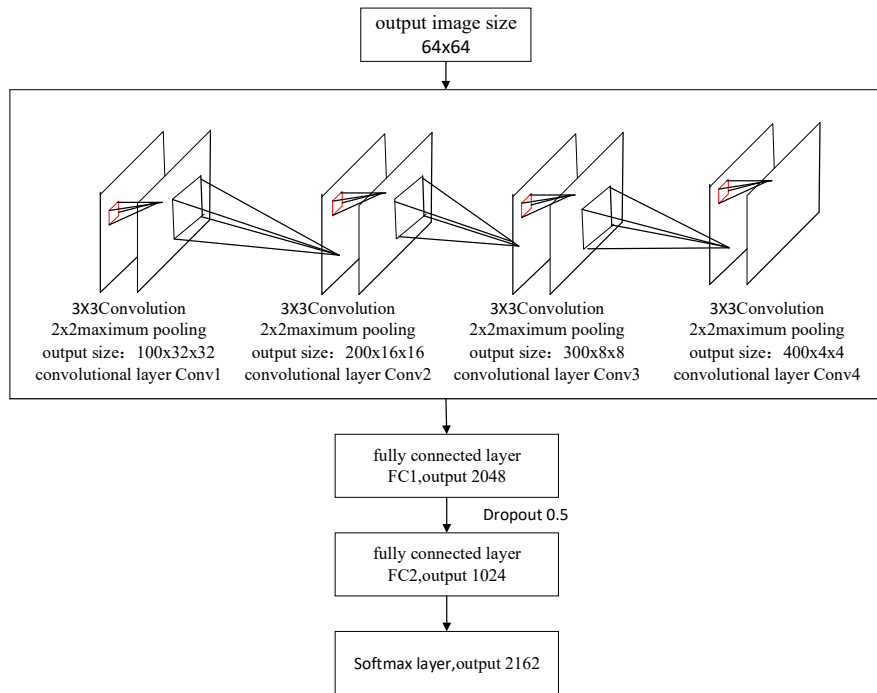 output image size
64x64
3X3Convolution
2x2maximum pooling
output size：100x32x32
convolutional layer Conv1
3X3Convolution
2x2maximum pooling
output size：200x16x16
convolutional layer Conv2
3X3Convolution
2x2maximum pooling
output size：300x8x8
convolutional layer Conv3
3X3Convolution
2x2maximum pooling
output size：400x4x4
convolutional layer Conv4
fully connected layer
FC1,output 2048
Dropout 0.5
fully connected layer
FC2,output 1024
Softmax layer,output 2162